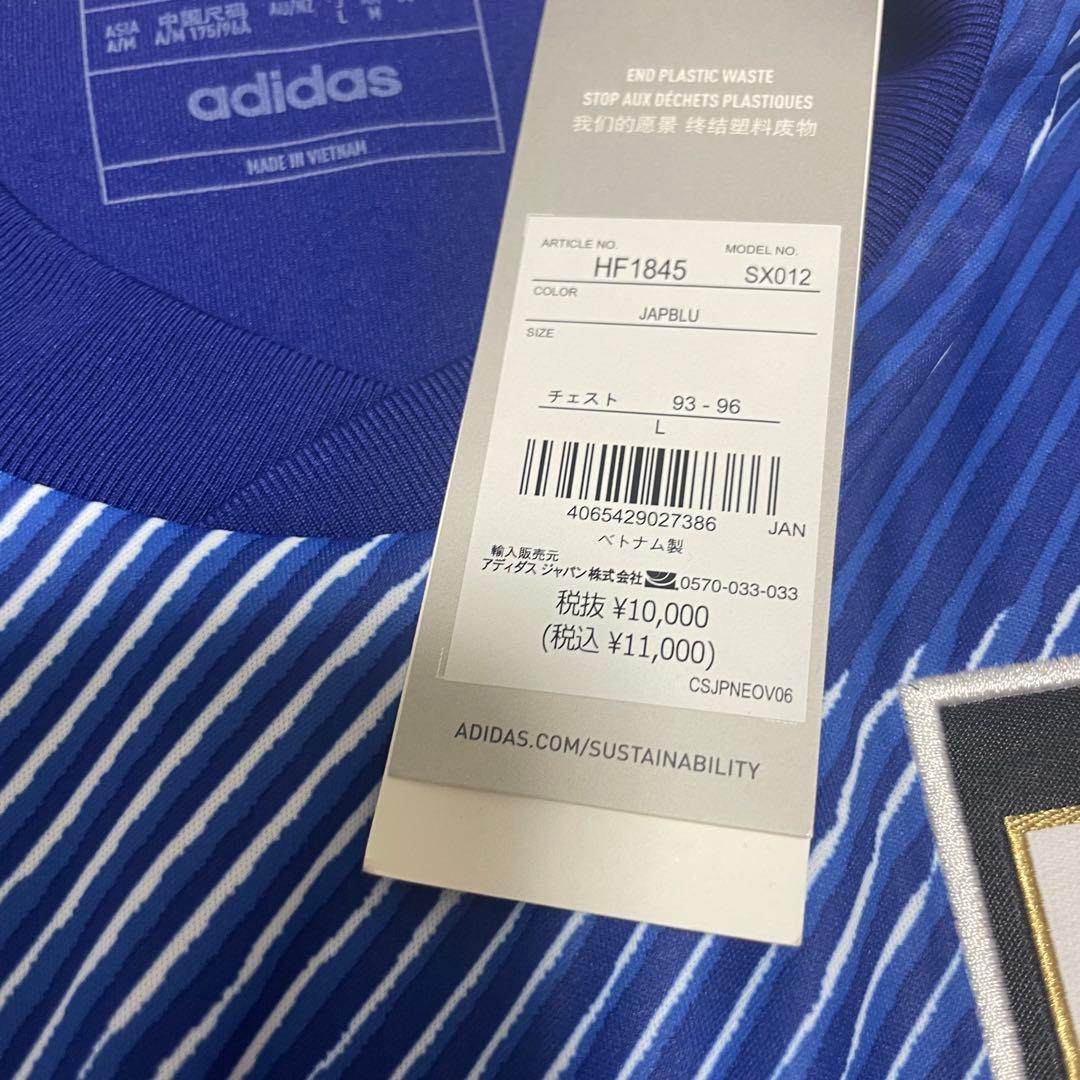 ASIA 中国尺码 AU/NZ J
A/M A/M 175/96A L M
adidas
MADE IN VIETNAM
END PLASTIC WASTE
STOP AUX DÉCHETS PLASTIQUES
我们的愿景 终结塑料废物
ARTICLE NO. MODEL NO.
HF1845 SX012
COLOR
JAPBLU
SIZE
チェスト 93 - 96
L
4065429027386 JAN
ベトナム製
輸入販売元
アディダス ジャパン株式会社 0570-033-033
税抜 ¥10,000
(税込 ¥11,000)
CSJPNEOV06
ADIDAS.COM/SUSTAINABILITY